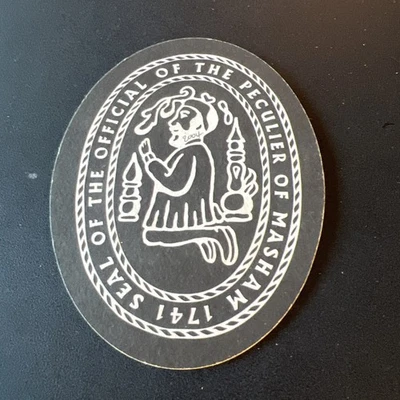 SEAL OF THE OFFICIAL OF THE PECULIER OF MASHAM 1741